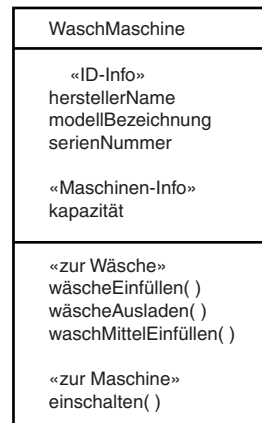 WaschMaschine
«ID-Info»
herstellerName
modellBezeichnung
serienNummer
«Maschinen-Info»
kapazität
«zur Wäsche»
wäscheEinfüllen( )
wäscheAusladen( )
waschMittelEinfüllen( )
«zur Maschine»
einschalten( )